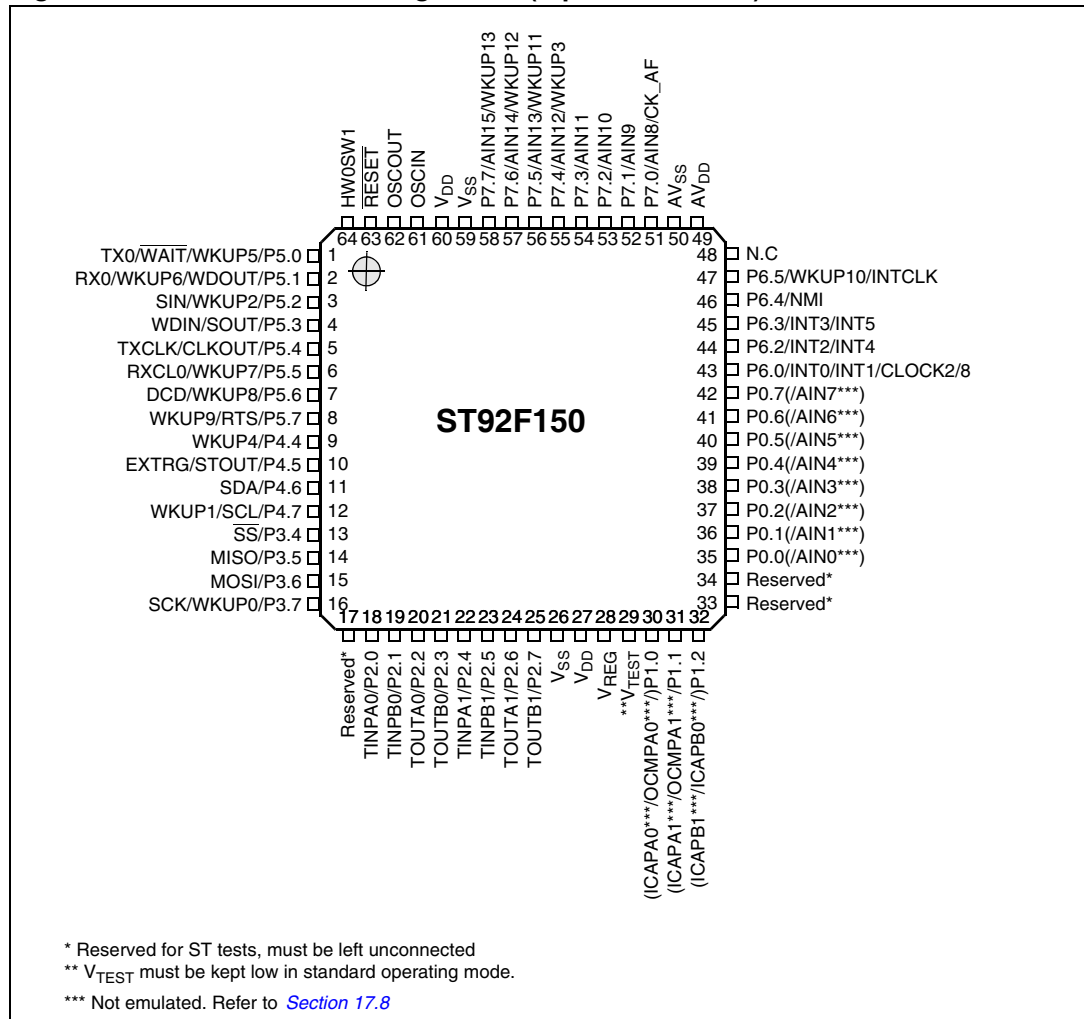 HW0SW1
RESET
OSCOUT
OSCIN
VDD
VSS
P7.7/AIN15/WKUP13
P7.6/AIN14/WKUP12
P7.5/AIN13/WKUP11
P7.4/AIN12/WKUP3
P7.3/AIN11
P7.2/AIN10
P7.1/AIN9
P7.0/AIN8/CK_AF
AVSS
AVDD
64 63 62 61 60 59 58 57 56 55 54 53 52 51 50 49
TX0/WAIT/WKUP5/P5.0 1
RX0/WKUP6/WDOUT/P5.1 2
SIN/WKUP2/P5.2 3
WDIN/SOUT/P5.3 4
TXCLK/CLKOUT/P5.4 5
RXCL0/WKUP7/P5.5 6
DCD/WKUP8/P5.6 7
WKUP9/RTS/P5.7 8
WKUP4/P4.4 9
EXTRG/STOUT/P4.5 10
SDA/P4.6 11
WKUP1/SCL/P4.7 12
SS/P3.4 13
MISO/P3.5 14
MOSI/P3.6 15
SCK/WKUP0/P3.7 16
ST92F150
48 N.C
47 P6.5/WKUP10/INTCLK
46 P6.4/NMI
45 P6.3/INT3/INT5
44 P6.2/INT2/INT4
43 P6.0/INT0/INT1/CLOCK2/8
42 P0.7(/AIN7***)
41 P0.6(/AIN6***)
40 P0.5(/AIN5***)
39 P0.4(/AIN4***)
38 P0.3(/AIN3***)
37 P0.2(/AIN2***)
36 P0.1(/AIN1***)
35 P0.0(/AIN0***)
34 Reserved*
33 Reserved*
17 18 19 20 21 22 23 24 25 26 27 28 29 30 31 32
Reserved*
TINPA0/P2.0
TINPB0/P2.1
TOUTA0/P2.2
TOUTB0/P2.3
TINPA1/P2.4
TINPB1/P2.5
TOUTA1/P2.6
TOUTB1/P2.7
VSS
VDD
VREG
**VTEST
(ICAPA0***/OCMPA0***/)P1.0
(ICAPA1***/OCMPA1***/)P1.1
(ICAPB1***/ICAPB0***/)P1.2
* Reserved for ST tests, must be left unconnected
** VTEST must be kept low in standard operating mode.
*** Not emulated. Refer to Section 17.8